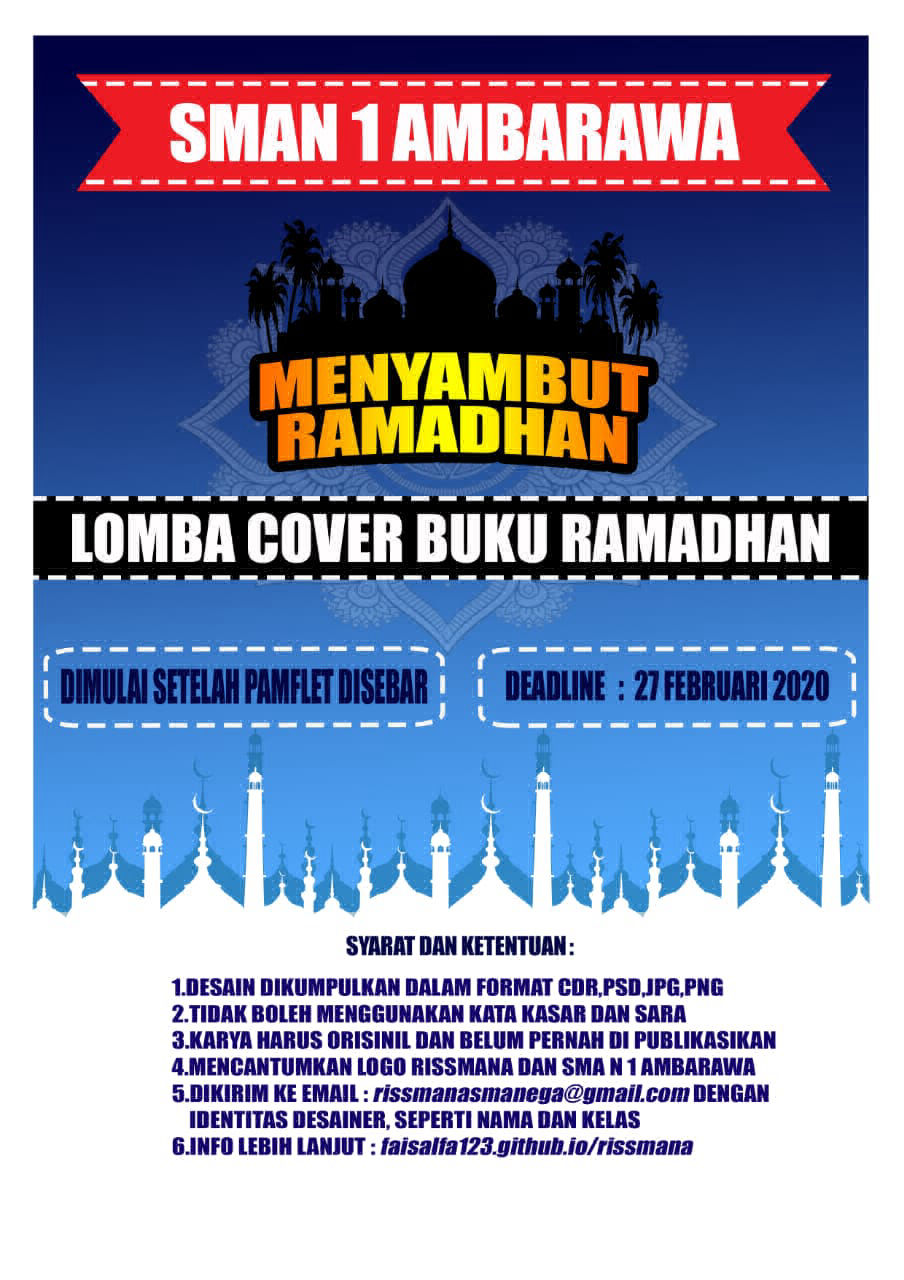 SMAN 1 AMBARAWA
MENYAMBUT
RAMADHAN
LOMBA COVER BUKU RAMADHAN
DIMULAI SETELAH PAMFLET DISEBAR
DEADLINE : 27 FEBRUARI 2020
SYARAT DAN KETENTUAN :
1.DESAIN DIKUMPULKAN DALAM FORMAT CDR,PSD,JPG,PNG
2.TIDAK BOLEH MENGGUNAKAN KATA KASAR DAN SARA
3.KARYA HARUS ORISINIL DAN BELUM PERNAH DI PUBLIKASIKAN
4.MENCANTUMKAN LOGO RISSMANA DAN SMA N 1 AMBARAWA
5.DIKIRIM KE EMAIL : rissmanasmanega@gmail.com DENGAN
IDENTITAS DESAINER, SEPERTI NAMA DAN KELAS
6.INFO LEBIH LANJUT : faisalfa123.github.io/rissmana